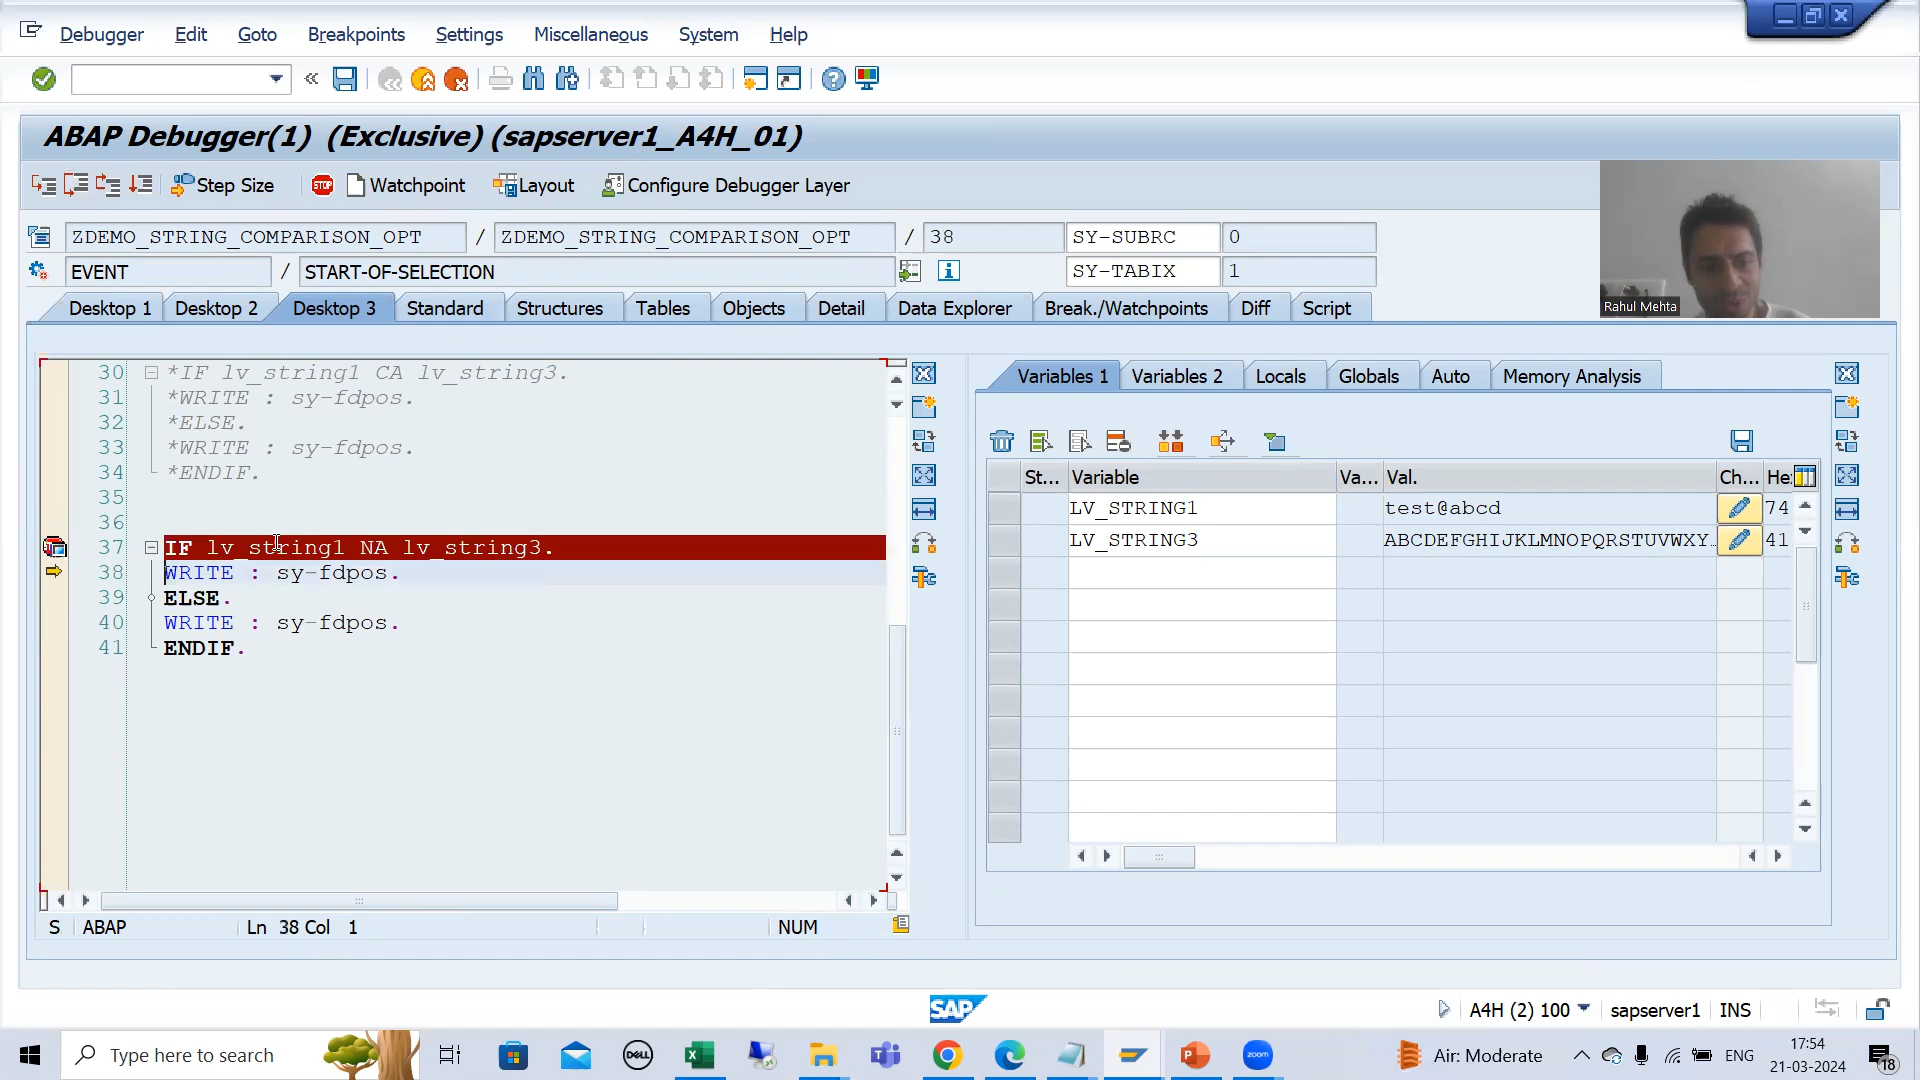 Debugger Edit Goto Breakpoints Settings Miscellaneous System Help
ABAP Debugger(1) (Exclusive) (sapserver1_A4H_01)
Step Size STOP Watchpoint Layout Configure Debugger Layer
ZDEMO_STRING_COMPARISON_OPT / ZDEMO_STRING_COMPARISON_OPT / 38 SY-SUBRC 0
EVENT / START-OF-SELECTION SY-TABIX 1
Rahul Mehta
Desktop 1 Desktop 2 Desktop 3 Standard Structures Tables Objects Detail Data Explorer Break./Watchpoints Diff Script
30 *IF lv_string1 CA lv_string3.
31 *WRITE : sy-fdpos.
32 *ELSE.
33 *WRITE : sy-fdpos.
34 *ENDIF.
35
36
37 IF lv_string1 NA lv_string3.
38 WRITE : sy-fdpos.
39 ELSE.
40 WRITE : sy-fdpos.
41 ENDIF.
S ABAP Ln 38 Col 1 NUM
Variables 1 Variables 2 Locals Globals Auto Memory Analysis
St... Variable Va... Val. Ch... He
LV_STRING1 test@abcd 74
LV_STRING3 ABCDEFGHIJKLMNOPQRSTUVWXY... 41
SAP A4H (2) 100 sapserver1 INS
Type here to search DELL zoom Air: Moderate ENG 17:54
21-03-2024 18